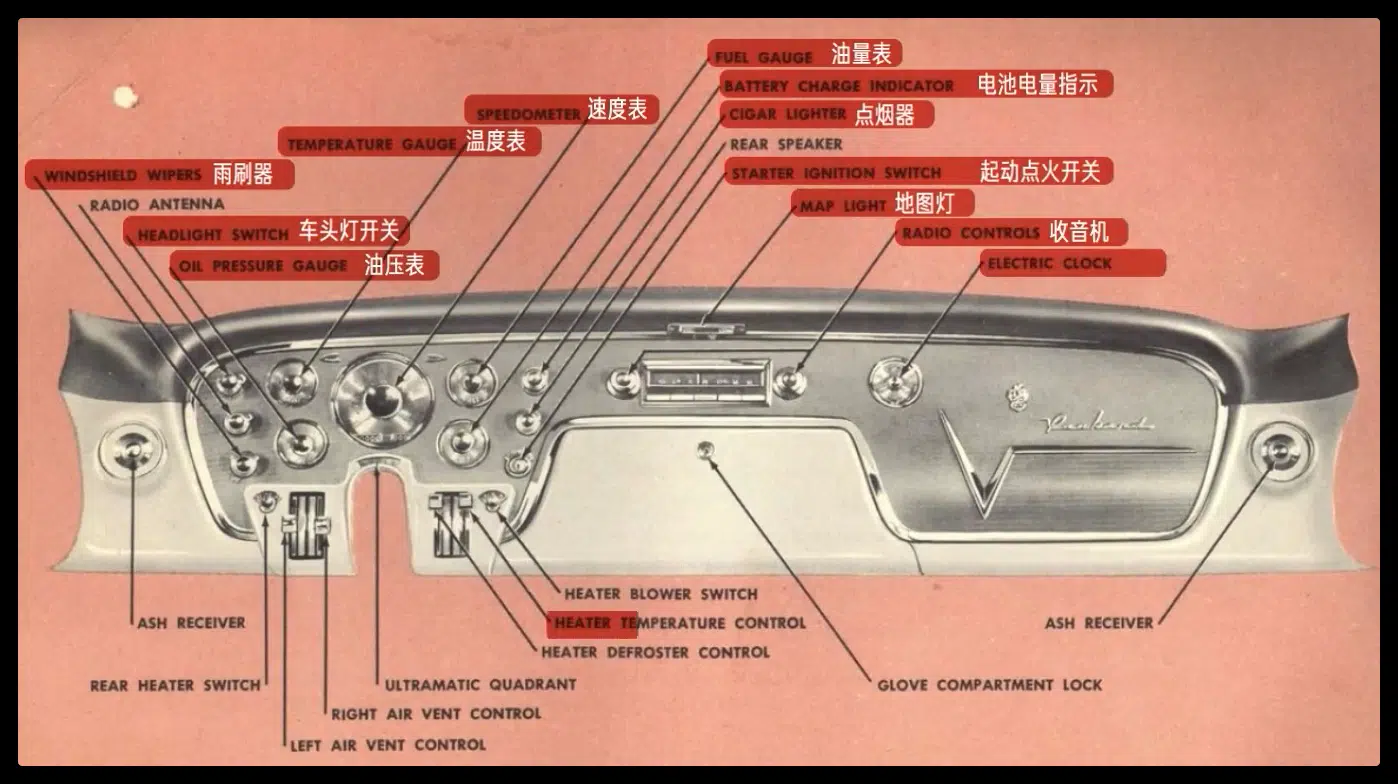 FUEL GAUGE 油量表
BATTERY CHARGE INDICATOR 电池电量指示
SPEEDOMETER 速度表
CIGAR LIGHTER 点烟器
TEMPERATURE GAUGE 温度表
REAR SPEAKER
WINDSHIELD WIPERS 雨刷器
STARTER IGNITION SWITCH 起动点火开关
RADIO ANTENNA
MAP LIGHT 地图灯
HEADLIGHT SWITCH 车头灯开关
RADIO CONTROLS 收音机
OIL PRESSURE GAUGE 油压表
ELECTRIC CLOCK
HEATER BLOWER SWITCH
ASH RECEIVER
HEATER TEMPERATURE CONTROL
ASH RECEIVER
HEATER DEFROSTER CONTROL
REAR HEATER SWITCH
ULTRAMATIC QUADRANT
GLOVE COMPARTMENT LOCK
RIGHT AIR VENT CONTROL
LEFT AIR VENT CONTROL